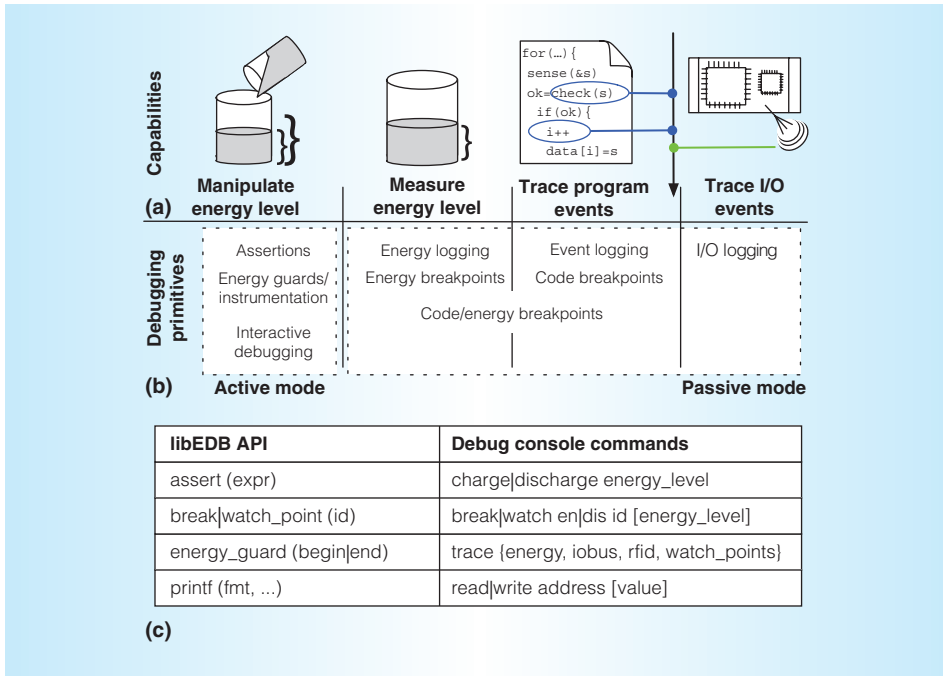 Capabilities
for(...){
sense(&s)
ok=check(s)
if(ok){
i++
data[i]=s
(a)
Manipulate
energy level
Measure
energy level
Trace program
events
Trace I/O
events
Debugging
primitives
Assertions
Energy guards/
instrumentation
Interactive
debugging
Energy logging
Energy breakpoints
Event logging
Code breakpoints
Code/energy breakpoints
I/O logging
(b)
Active mode
Passive mode
libEDB API
Debug console commands
assert (expr)
charge|discharge energy_level
break|watch_point (id)
break|watch en|dis id [energy_level]
energy_guard (begin|end)
trace {energy, iobus, rfid, watch_points}
printf (fmt, ...)
read|write address [value]
(c)